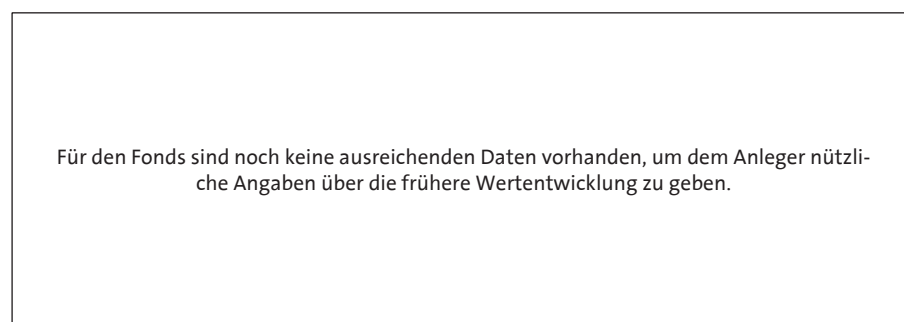 Für den Fonds sind noch keine ausreichenden Daten vorhanden, um dem Anleger nützli-
che Angaben über die frühere Wertentwicklung zu geben.